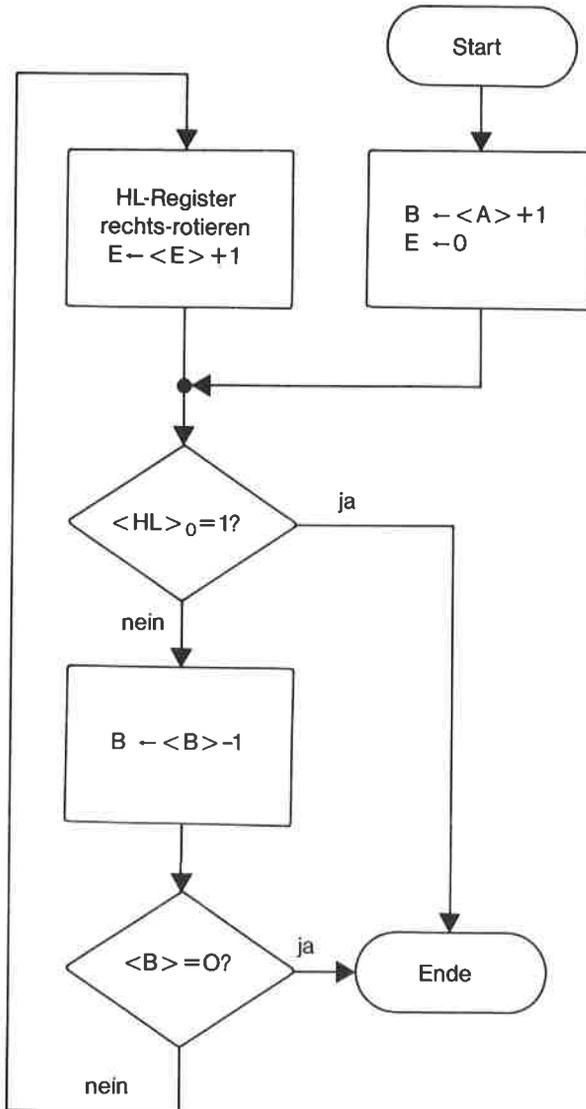 Start
B ←<A>+1
E ←0
HL-Register
rechts-rotieren
E←<E>+1
<HL>₀=1?
ja
nein
B ←<B>-1
<B>=O?
ja
Ende
nein